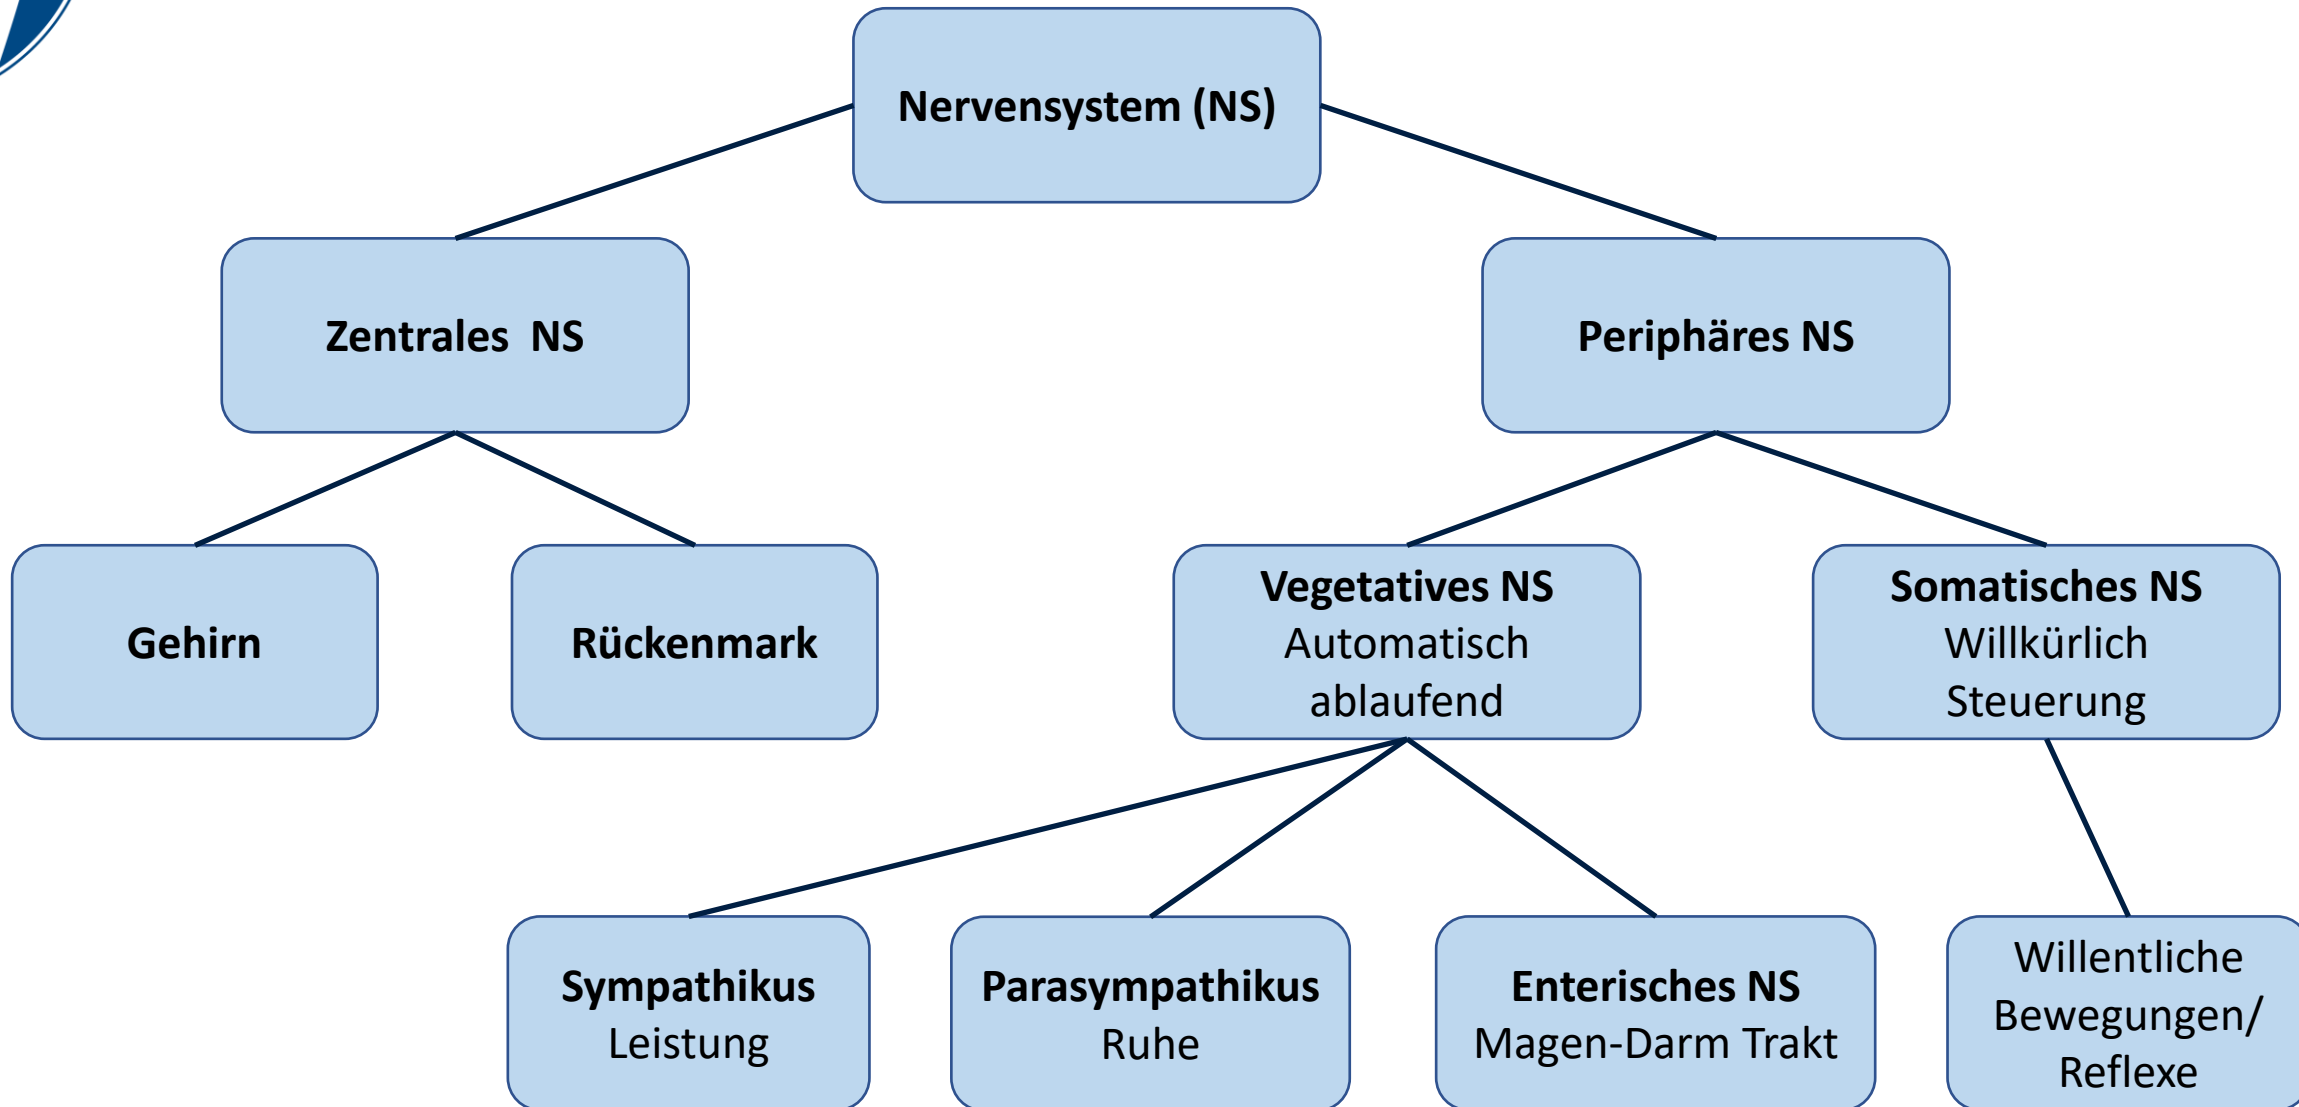 Nervensystem (NS)
Zentrales NS
Periphäres NS
Gehirn
Rückenmark
Vegetatives NS
Automatisch
ablaufend
Somatisches NS
Willkürlich
Steuerung
Sympathikus
Leistung
Parasympathikus
Ruhe
Enterisches NS
Magen-Darm Trakt
Willentliche
Bewegungen/
Reflexe